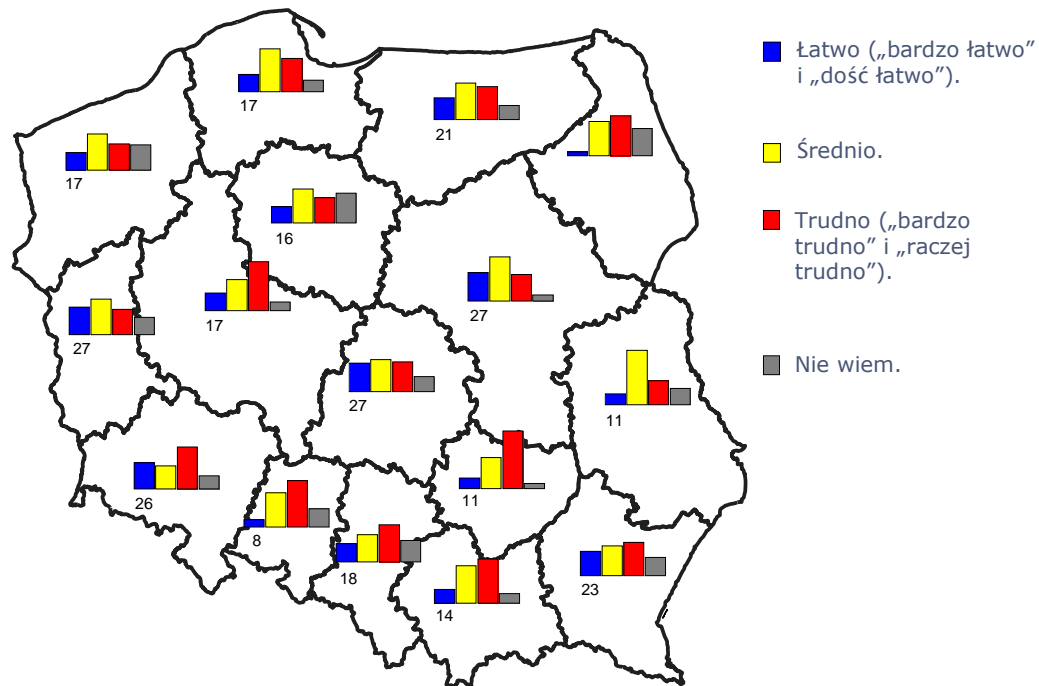 Łatwo („bardzo łatwo”
i „dość łatwo”).
Średnio.
Trudno („bardzo
trudno” i „raczej
trudno”).
Nie wiem.
17
21
17
16
17
27
27
27
11
26
11
8
18
23
14